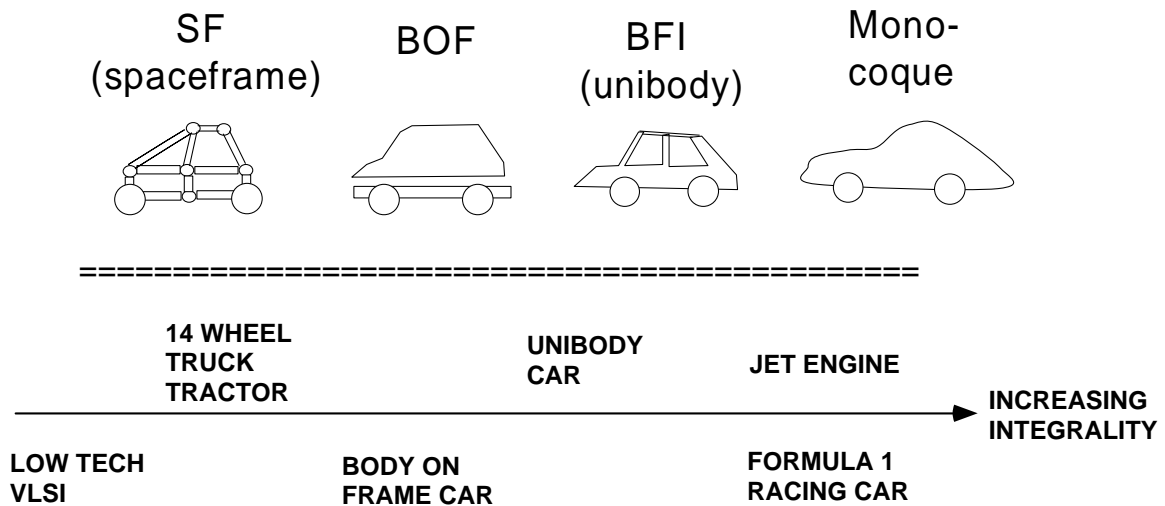 SF
(spaceframe)
BOF
BFI
(unibody)
Mono-
coque
============================================
14 WHEEL
TRUCK
TRACTOR
UNIBODY
CAR
JET ENGINE
INCREASING
INTEGRALITY
LOW TECH
VLSI
BODY ON
FRAME CAR
FORMULA 1
RACING CAR